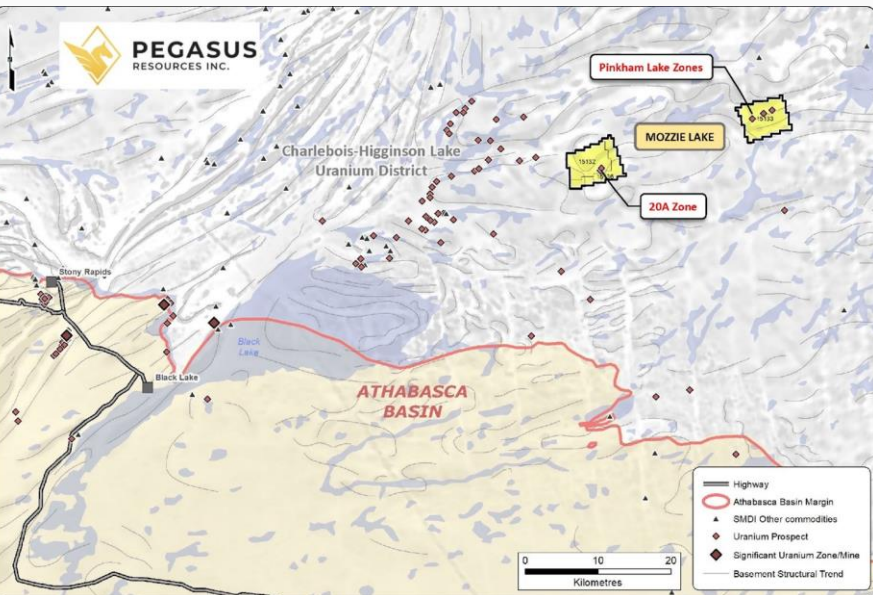 PEGASUS
RESOURCES INC.
Pinkham Lake Zones
15133
MOZZIE LAKE
Charlebois-Higginson Lake
Uranium District
15132
20A Zone
Stony Rapids
Black
Lake
Black Lake
ATHABASCA
BASIN
Highway
Athabasca Basin Margin
SMDI Other commodities
Uranium Prospect
Significant Uranium Zone/Mine
Basement Structural Trend
0 10 20
Kilometres